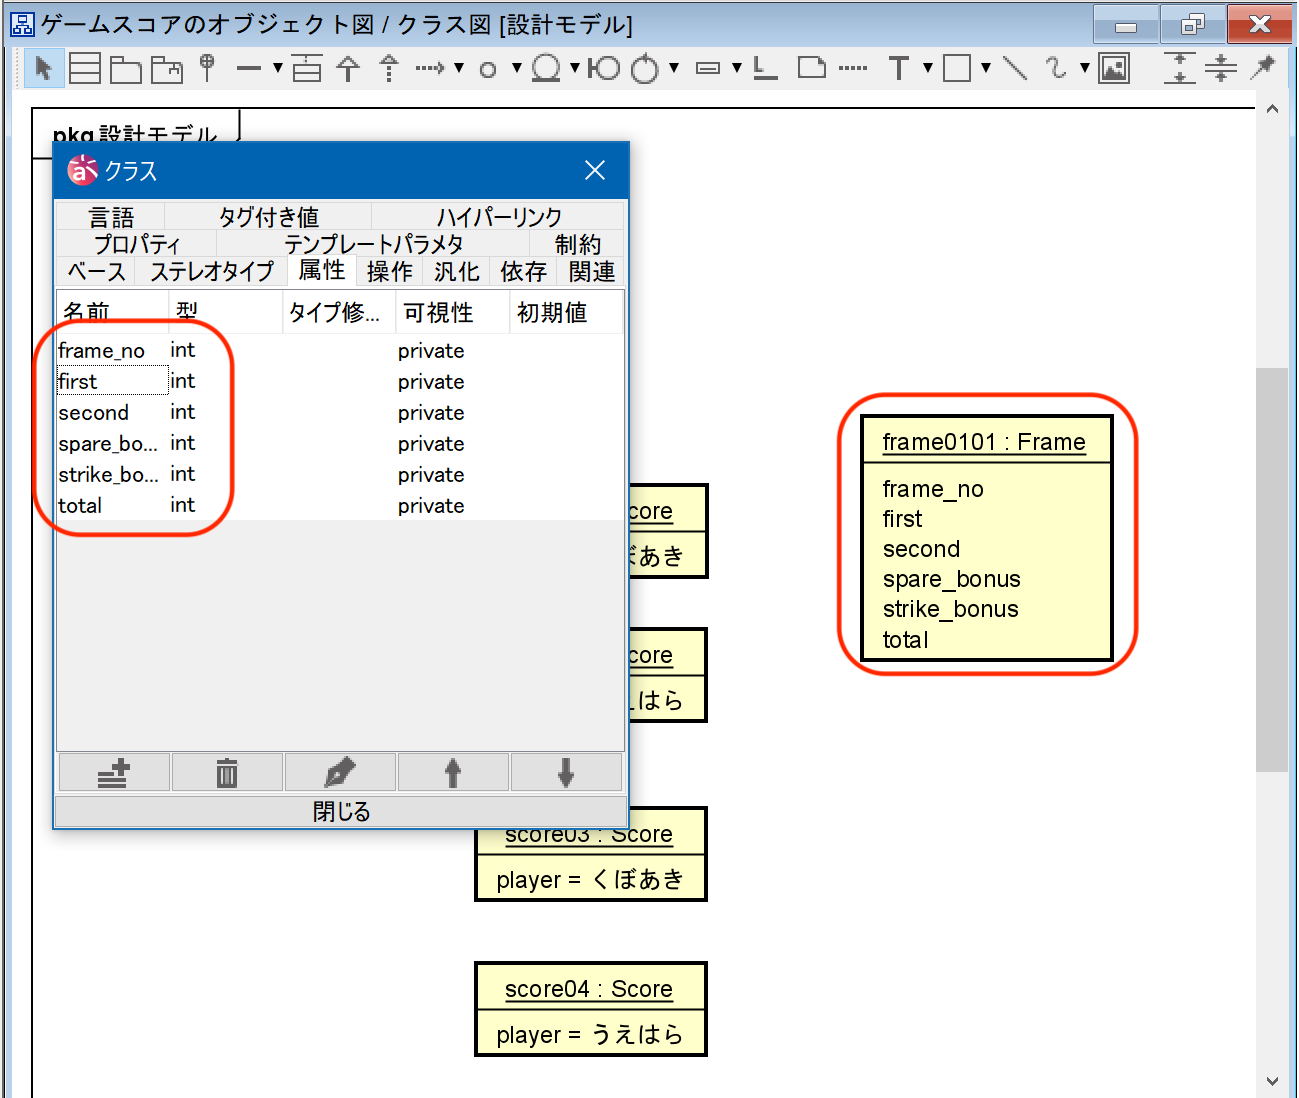 ゲームスコアのオブジェクト図 / クラス図 [設計モデル]
pkg 設計モデル
クラス
言語 タグ付き値 ハイパーリンク
プロパティ テンプレートパラメタ 制約
ベース ステレオタイプ 属性 操作 汎化 依存 関連
名前 型 タイプ修... 可視性 初期値
frame_no int private
first int private
second int private
spare_bo... int private
strike_bo... int private
total int private
閉じる
core
ぼあき
core
えはら
score03 : Score
player = くぼあき
score04 : Score
player = うえはら
frame0101 : Frame
frame_no
first
second
spare_bonus
strike_bonus
total